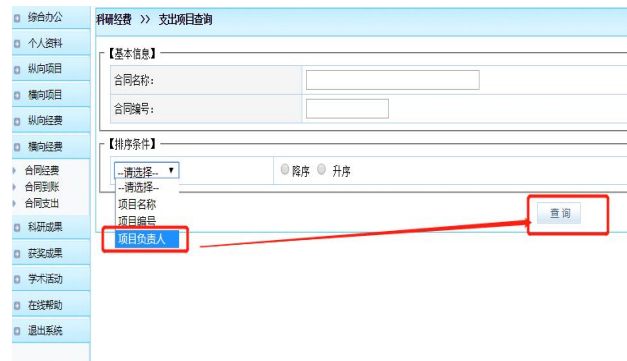 综合办公
个人资料
纵向项目
横向项目
纵向经费
横向经费
合同经费
合同到账
合同支出
科研成果
获奖成果
学术活动
在线帮助
退出系统
科研经费 >> 支出项目查询
【基本信息】
合同名称:
合同编号:
【排序条件】
--请选择--
降序 升序
--请选择--
项目名称
项目编号
项目负责人
查 询